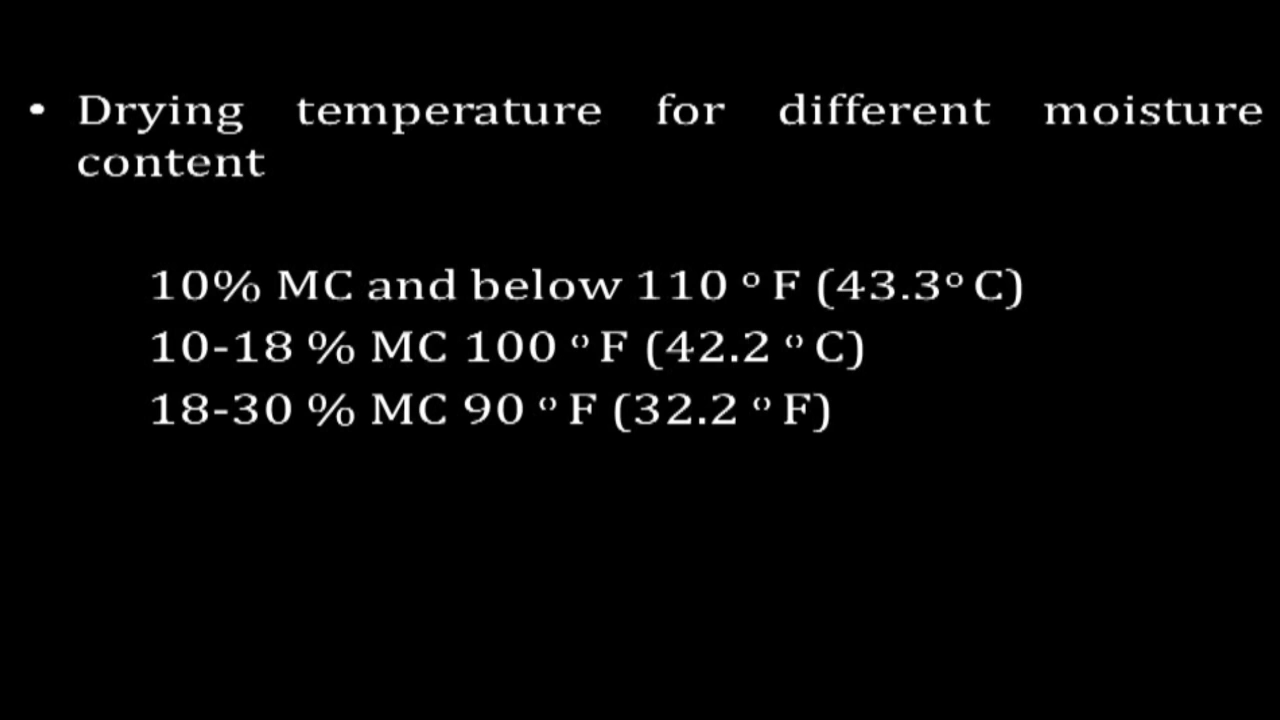 • Drying temperature for different moisture
content
10% MC and below 110 º F (43.3º C)
10-18 % MC 100 º F (42.2 º C)
18-30 % MC 90 º F (32.2 º F)